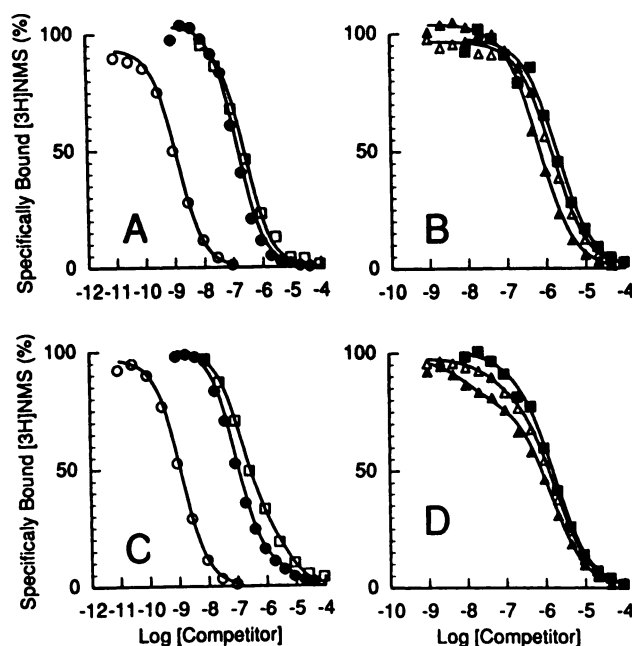 Specifically Bound [3H]NMS (%)
100
50
0
A
-12-11-10 -9 -8 -7 -6 -5 -4
100
50
0
B
-10 -9 -8 -7 -6 -5 -4
Specificaly Bound [3H]NMS (%)
100
50
0
C
-12-11-10 -9 -8 -7 -6 -5 -4
Log [Competitor]
100
50
0
D
-10 -9 -8 -7 -6 -5 -4
Log [Competitor]